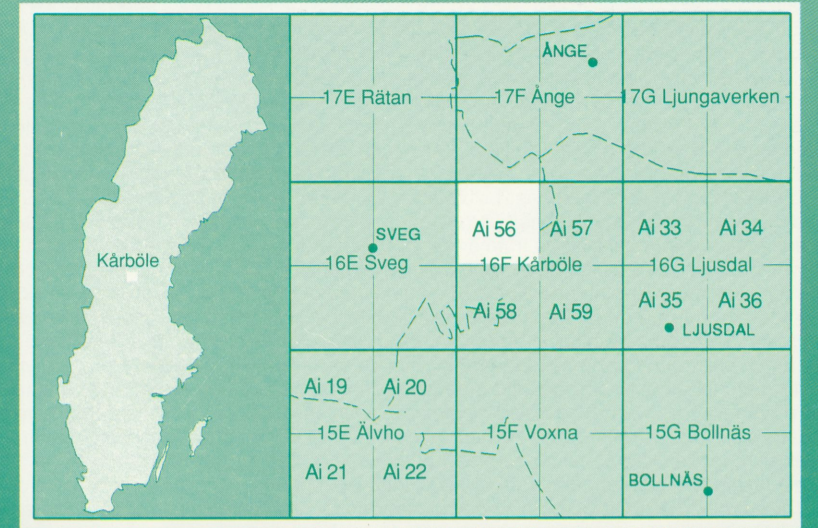 Kårböle
ÅNGE
17E Rätan
17F Ånge
17G Ljungaverken
SVEG
Ai 56
Ai 57
Ai 33
Ai 34
16E Sveg
16F Kårböle
16G Ljusdal
Ai 58
Ai 59
Ai 35
Ai 36
LJUSDAL
Ai 19
Ai 20
15E Älvho
15F Voxna
15G Bollnäs
Ai 21
Ai 22
BOLLNÄS